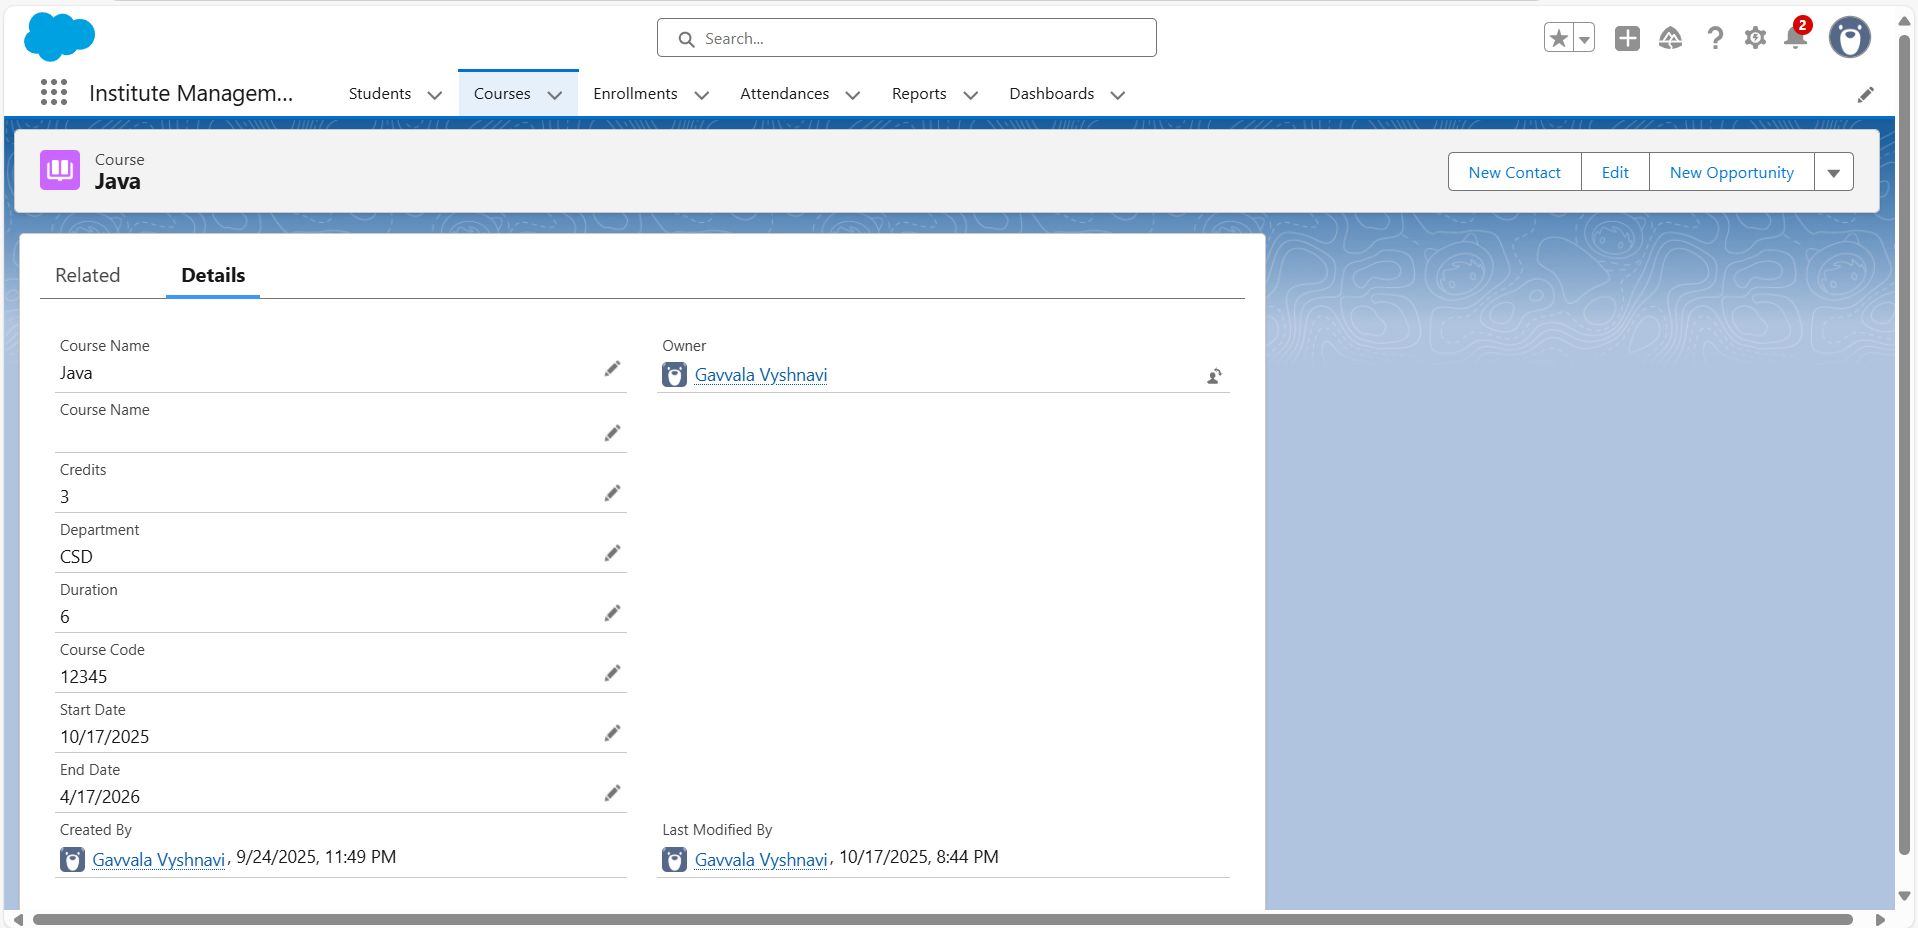 Search...
2
Institute Managem...
Students
Courses
Enrollments
Attendances
Reports
Dashboards
Course
Java
New Contact
Edit
New Opportunity
Related
Details
Course Name
Java
Owner
Gavvala Vyshnavi
Course Name
Credits
3
Department
CSD
Duration
6
Course Code
12345
Start Date
10/17/2025
End Date
4/17/2026
Created By
Gavvala Vyshnavi, 9/24/2025, 11:49 PM
Last Modified By
Gavvala Vyshnavi, 10/17/2025, 8:44 PM